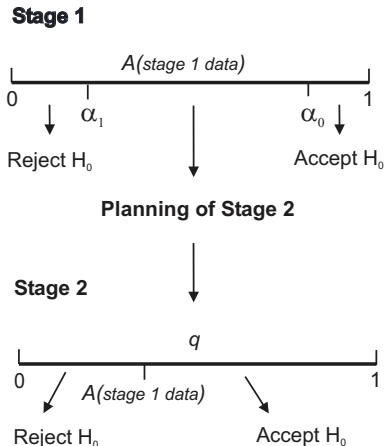 Stage 1
A(stage 1 data)
0 α₁ α₀ 1
Reject H₀ Accept H₀
Planning of Stage 2
Stage 2
q
0 A(stage 1 data) 1
Reject H₀ Accept H₀